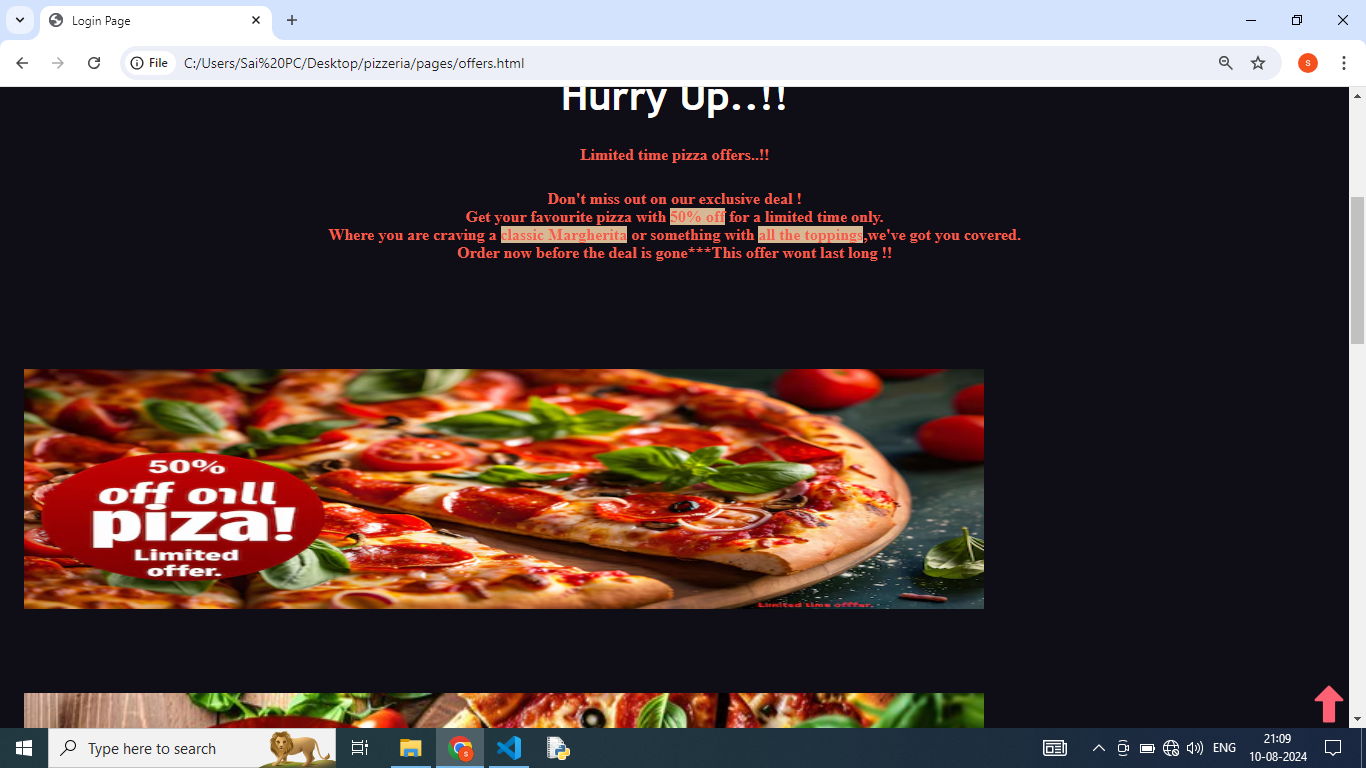 Login Page
File
C:/Users/Sai%20PC/Desktop/pizzeria/pages/offers.html
s
Hurry Up..!!
Limited time pizza offers..!!
Don't miss out on our exclusive deal !
Get your favourite pizza with 50% off for a limited time only.
Where you are craving a classic Margherita or something with all the toppings,we've got you covered.
Order now before the deal is gone***This offer wont last long !!
50%
off oıll
piza!
Limited
offer.
Limited time offfer.
Type here to search
s
ENG
21:09
10-08-2024